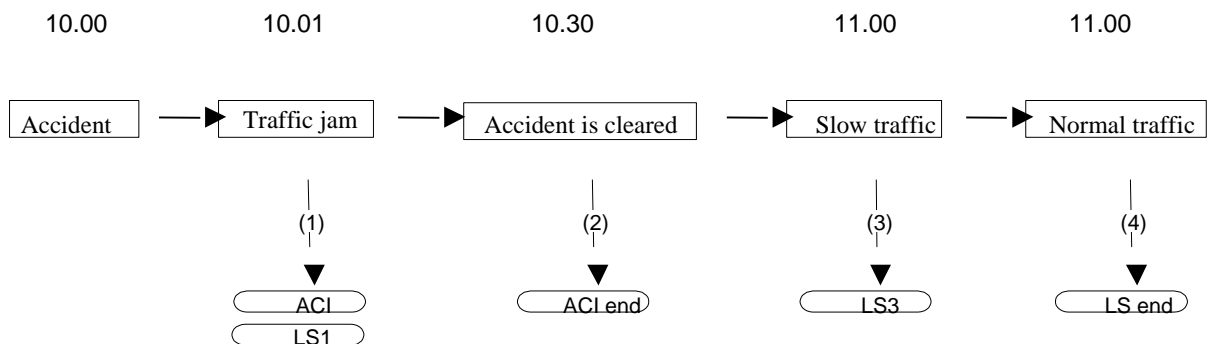 10.00 10.01 10.30 11.00 11.00
Accident Traffic jam Accident is cleared Slow traffic Normal traffic
(1) (2) (3) (4)
ACI ACI end LS3 LS end
LS1